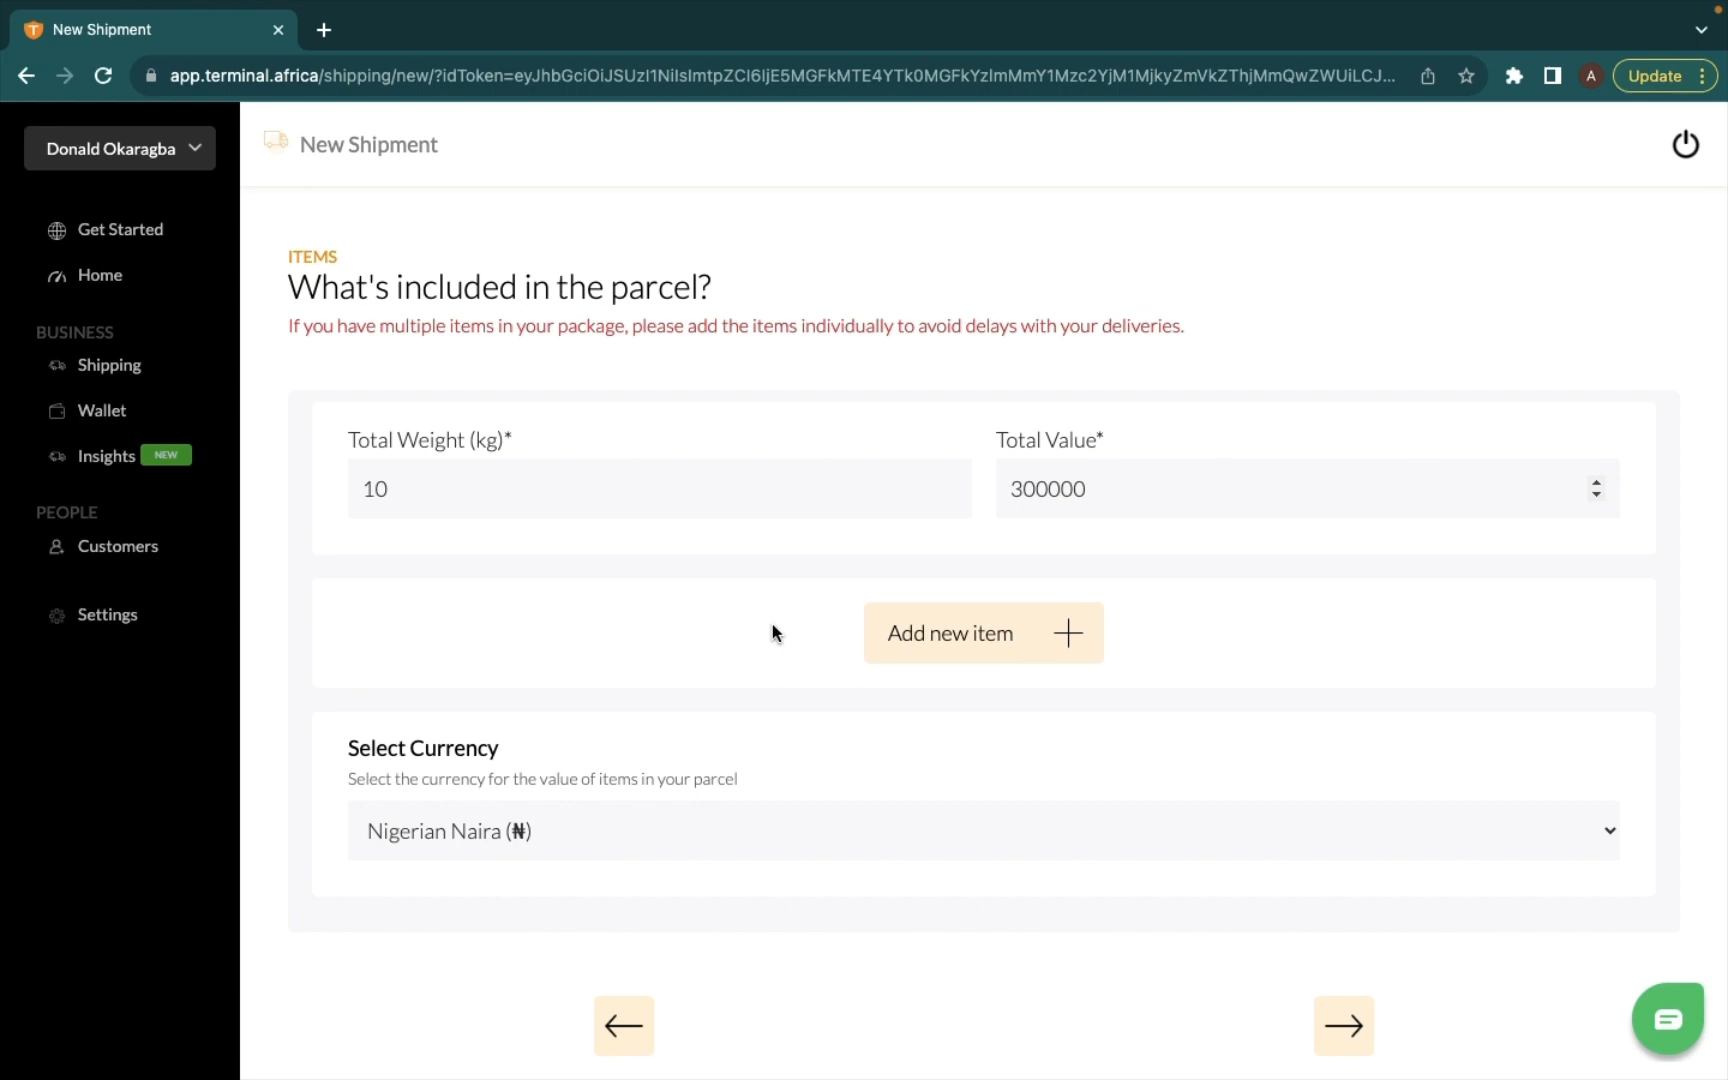 New Shipment
app.terminal.africa/shipping/new/?idToken=eyJhbGciOiJSUzI1NiIsImtpZCI6IjE5MGFkMTE4YTk0MGFkYzlmMmY1Mzc2YjM1MjkyZmVkZThjMmQwZWUiLCJ...
A
Update
Donald Okaragba
New Shipment
Get Started
Home
BUSINESS
Shipping
Wallet
Insights NEW
PEOPLE
Customers
Settings
ITEMS
What's included in the parcel?
If you have multiple items in your package, please add the items individually to avoid delays with your deliveries.
Total Weight (kg)*
10
Total Value*
300000
Add new item
Select Currency
Select the currency for the value of items in your parcel
Nigerian Naira (₦)